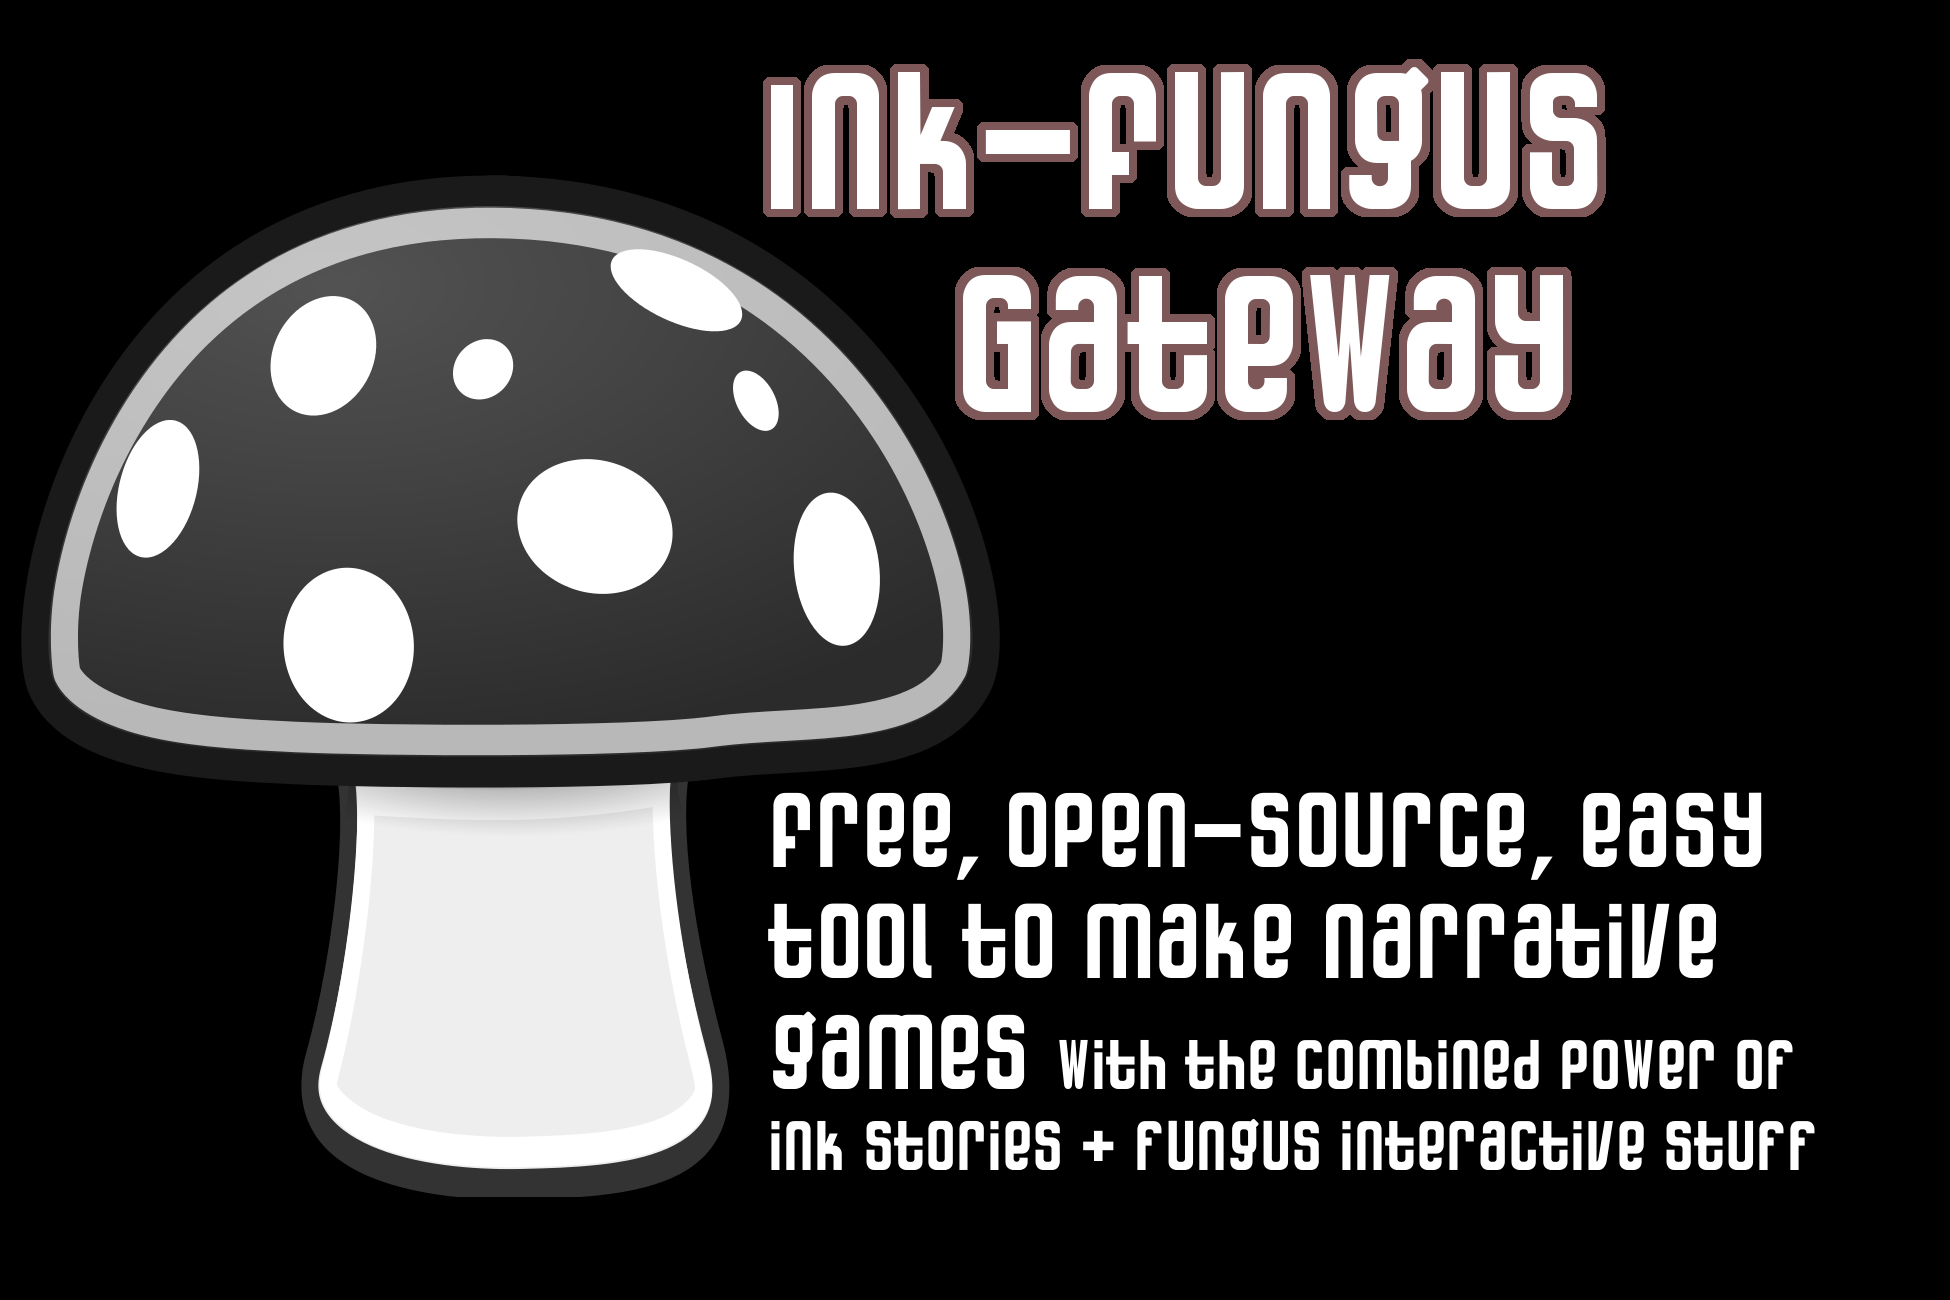 Ink-Fungus
Gateway
free, open-source, easy
tool to make narrative
games with the combined power of
ink stories + fungus interactive stuff